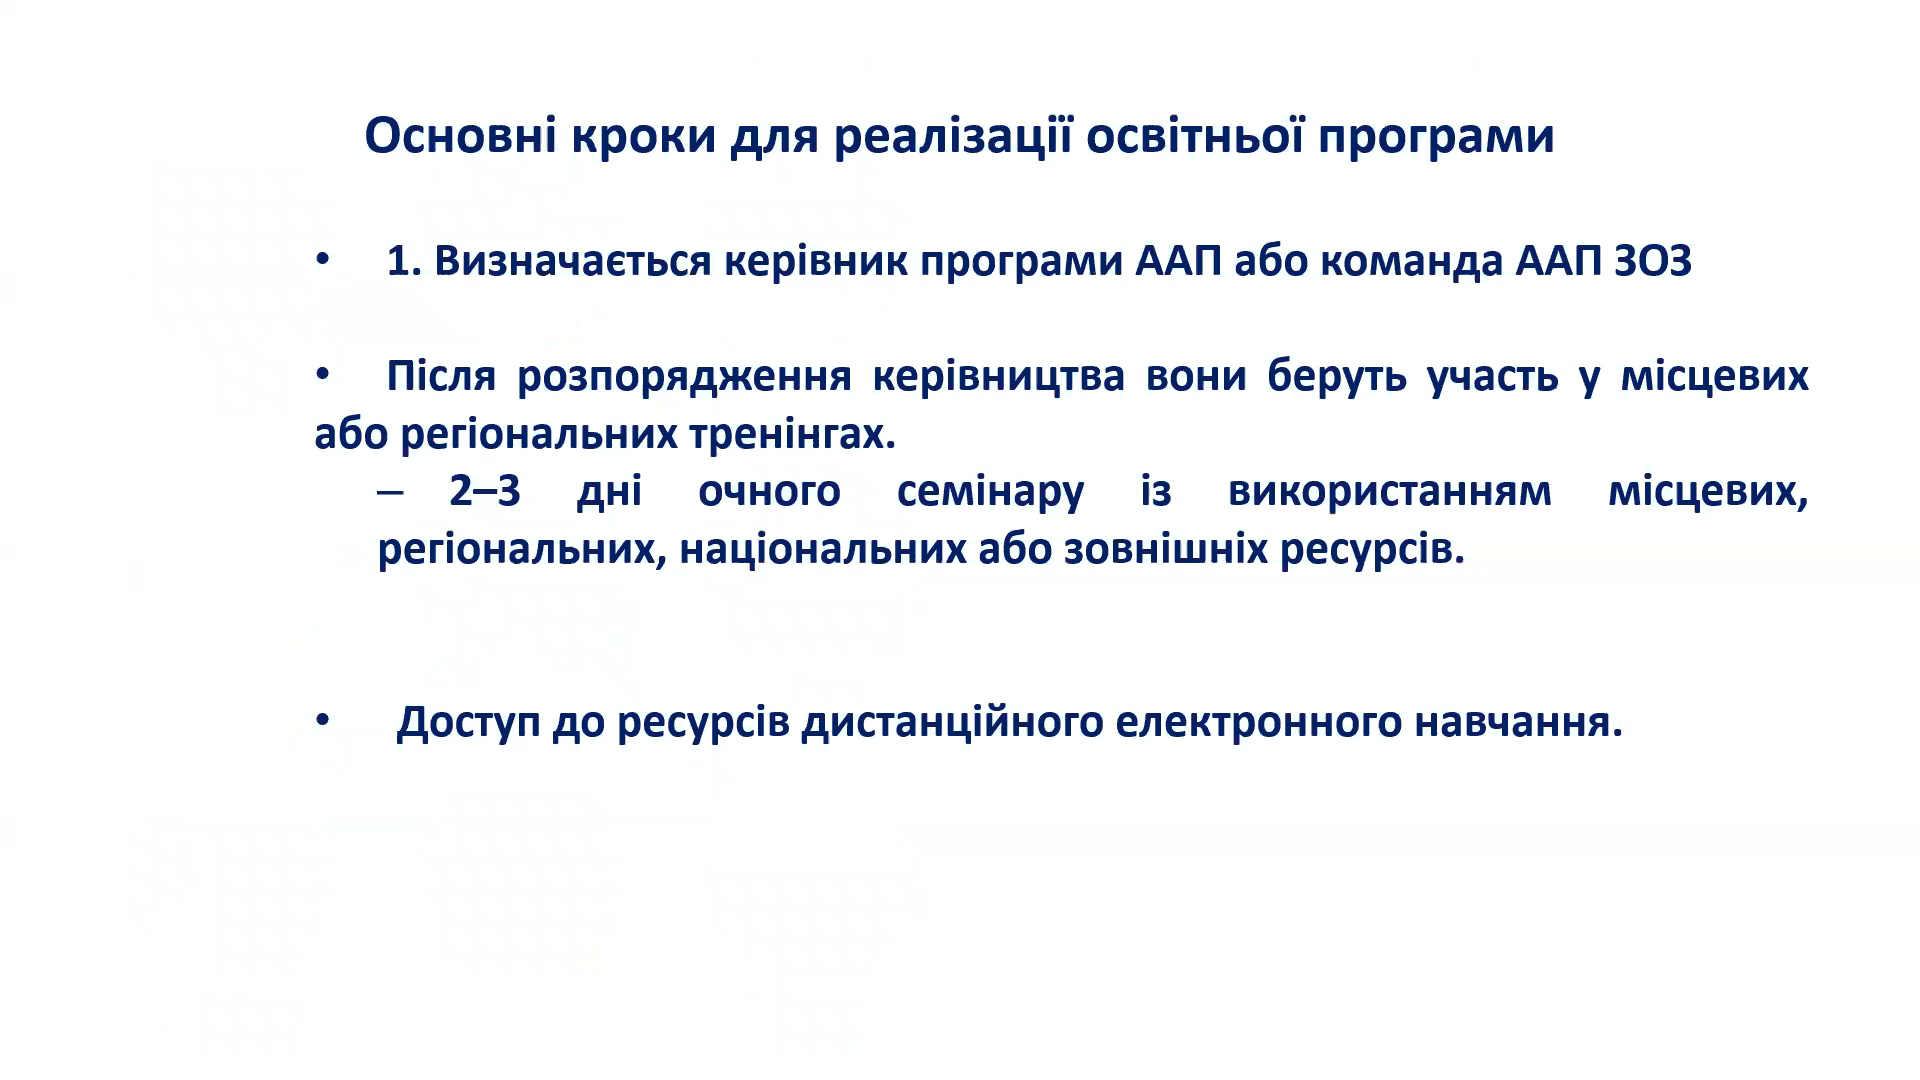 Основні кроки для реалізації освітньої програми
• 1. Визначається керівник програми ААП або команда ААП ЗОЗ
• Після розпорядження керівництва вони беруть участь у місцевих
або регіональних тренінгах.
– 2–3 дні очного семінару із використанням місцевих,
регіональних, національних або зовнішніх ресурсів.
• Доступ до ресурсів дистанційного електронного навчання.